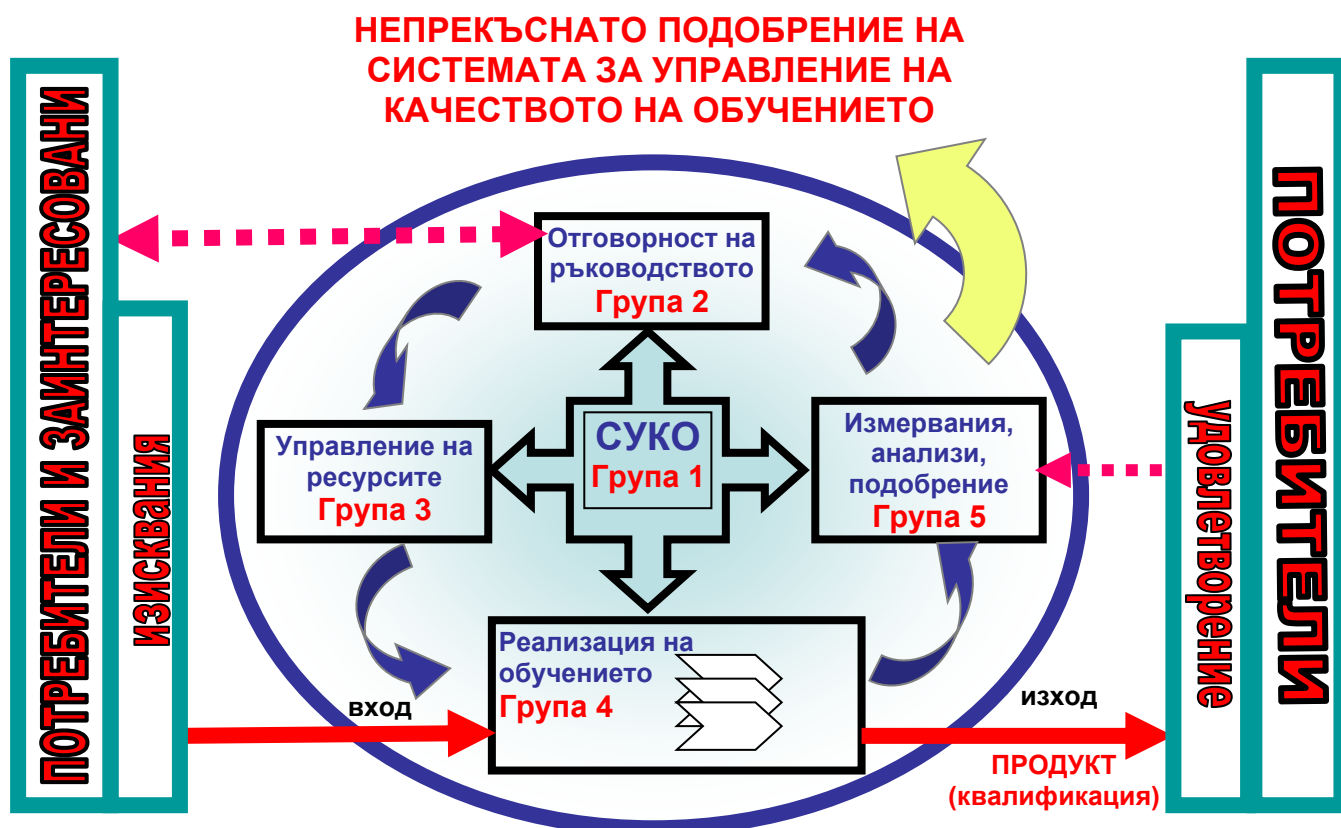 НЕПРЕКЪСНАТО ПОДОБРЕНИЕ НА
СИСТЕМАТА ЗА УПРАВЛЕНИЕ НА
КАЧЕСТВОТО НА ОБУЧЕНИЕТО
ПОТРЕБИТЕЛИ И ЗАИНТЕРЕСОВАНИ
изисквания
Отговорност на
ръководството
Група 2
Управление на
ресурсите
Група 3
СУКО
Група 1
Измервания,
анализи,
подобрение
Група 5
Реализация на
обучението
Група 4
вход
изход
ПРОДУКТ
(квалификация)
удовлетворение
ПОТРЕБИТЕЛИ